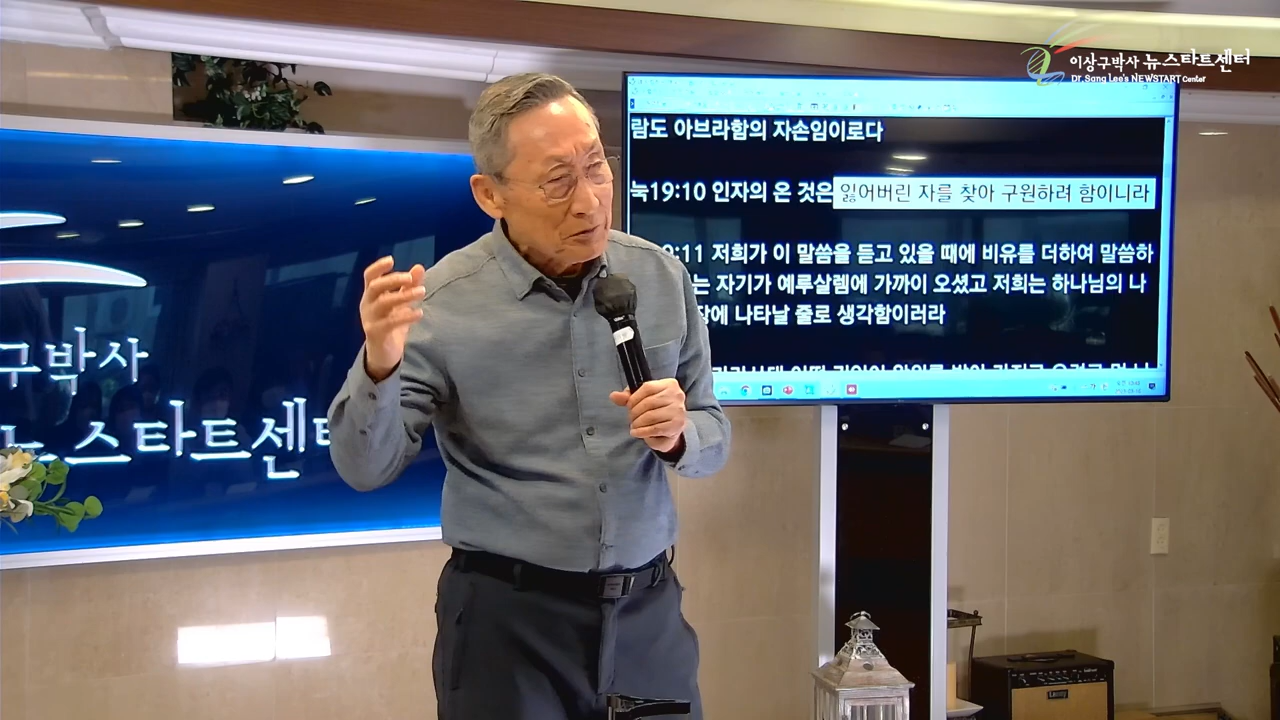 이상구박사 뉴스타트센터
Dr. Sang Lee's NEWSTART Center
람도 아브라함의 자손임이로다
눅19:10 인자의 온 것은 잃어버린 자를 찾아 구원하려 함이니라
9:11 저희가 이 말씀을 듣고 있을 때에 비유를 더하여 말씀하
는 자기가 예루살렘에 가까이 오셨고 저희는 하나님의 나
장에 나타날 줄로 생각함이러라
구박사
뉴스타트센터
Laney